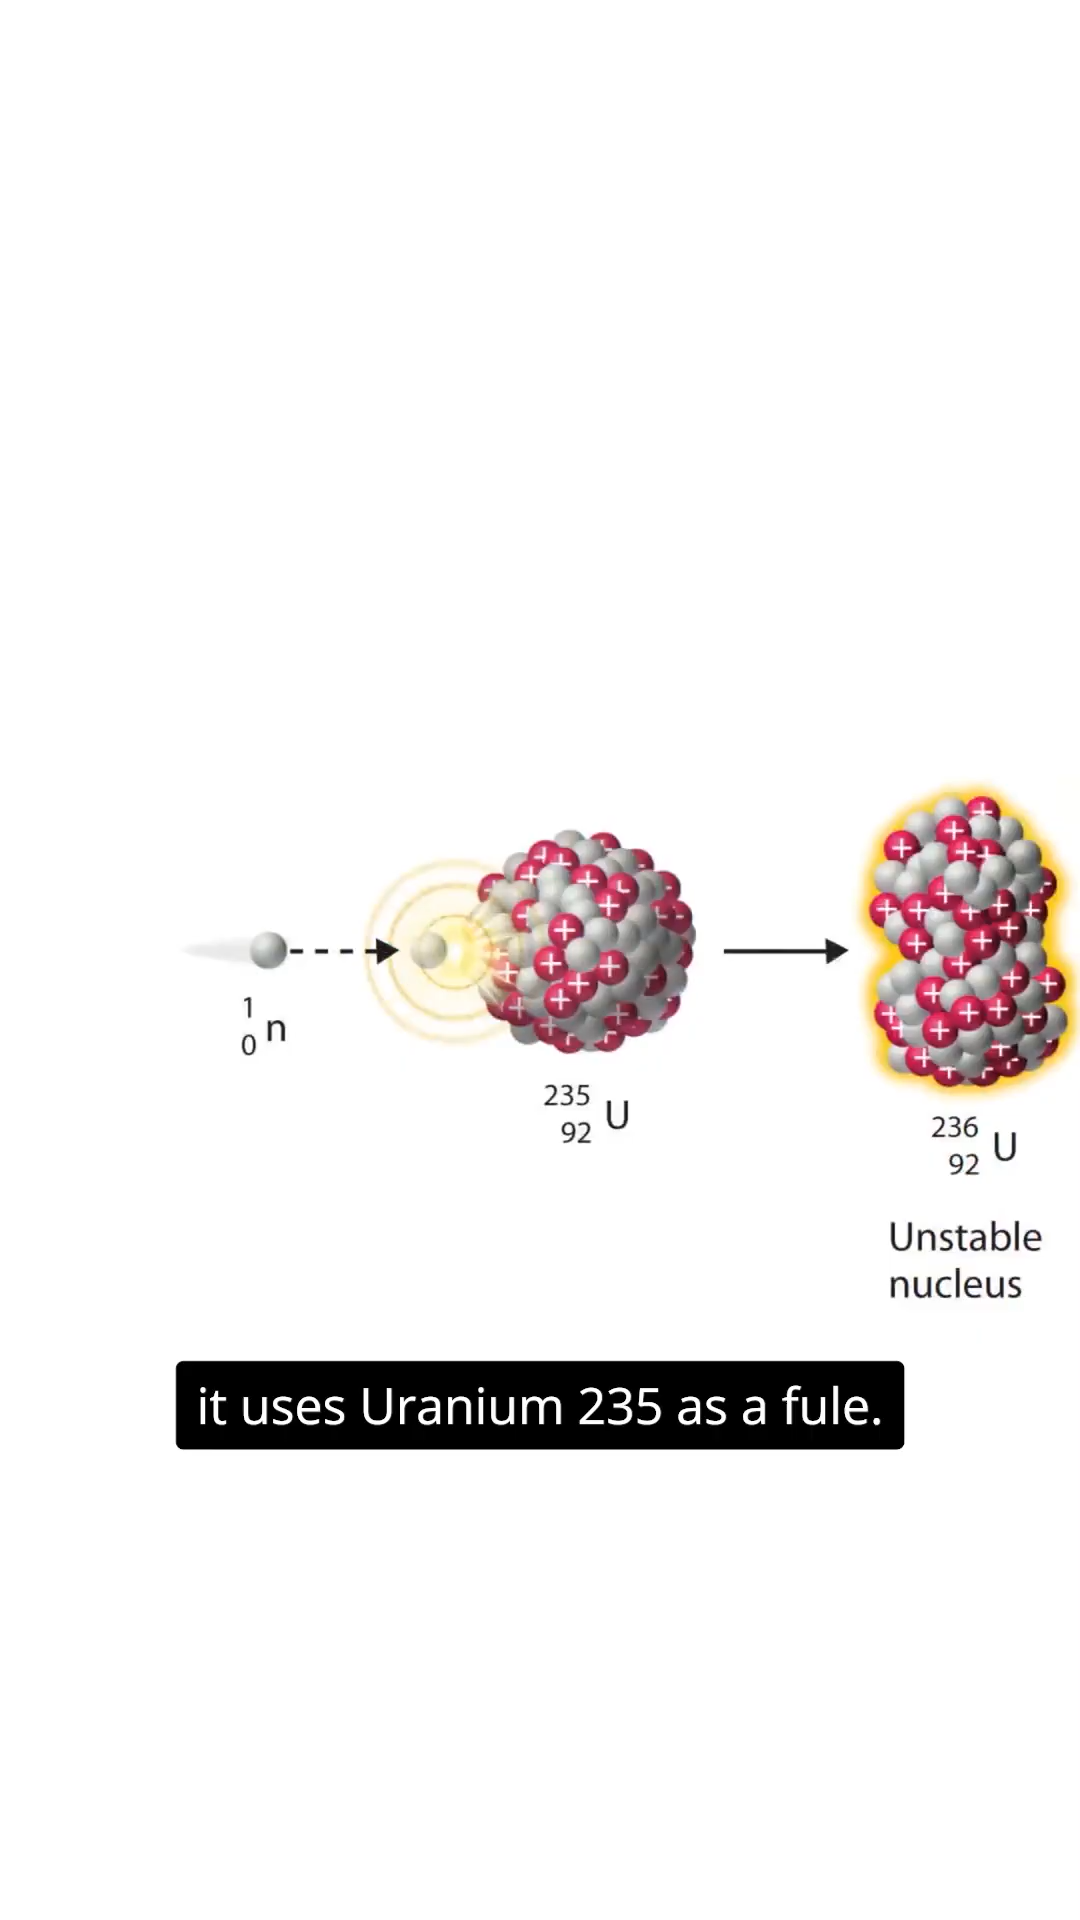 1
0 n
235
92 U
236
92 U
Unstable
nucleus
it uses Uranium 235 as a fule.